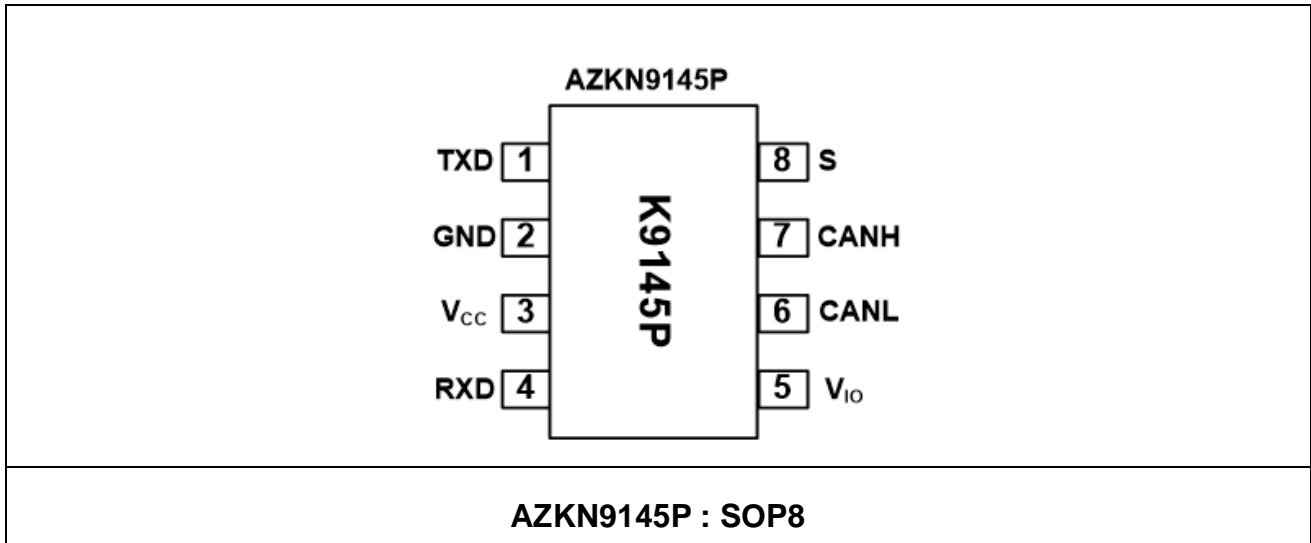 AZKN9145P
TXD 1
GND 2
VCC 3
RXD 4
K9145P
8 S
7 CANH
6 CANL
5 VIO
AZKN9145P : SOP8